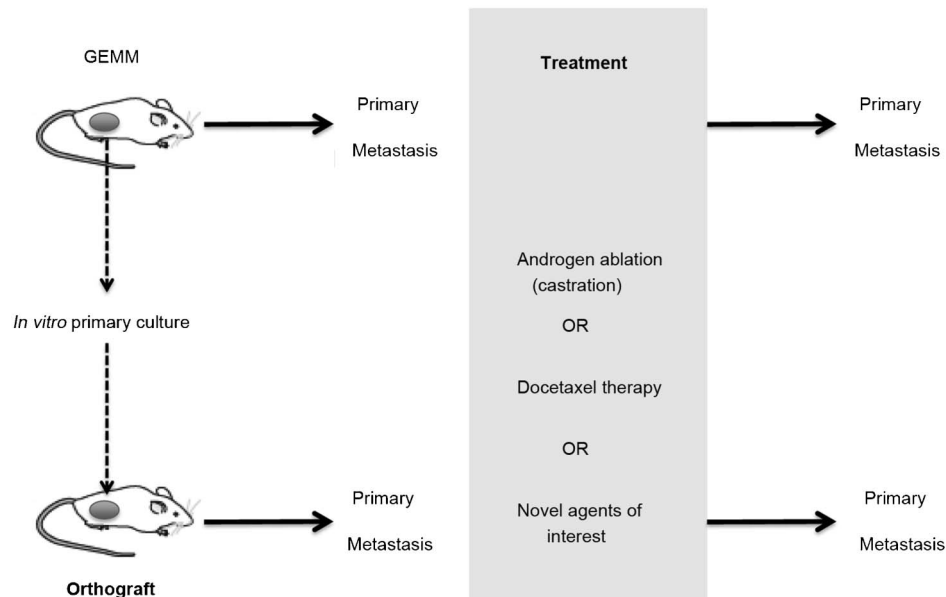 GEMM
Primary
Metastasis
In vitro primary culture
Primary
Metastasis
Orthograft
Treatment
Androgen ablation
(castration)
OR
Docetaxel therapy
OR
Novel agents of
interest
Primary
Metastasis
Primary
Metastasis